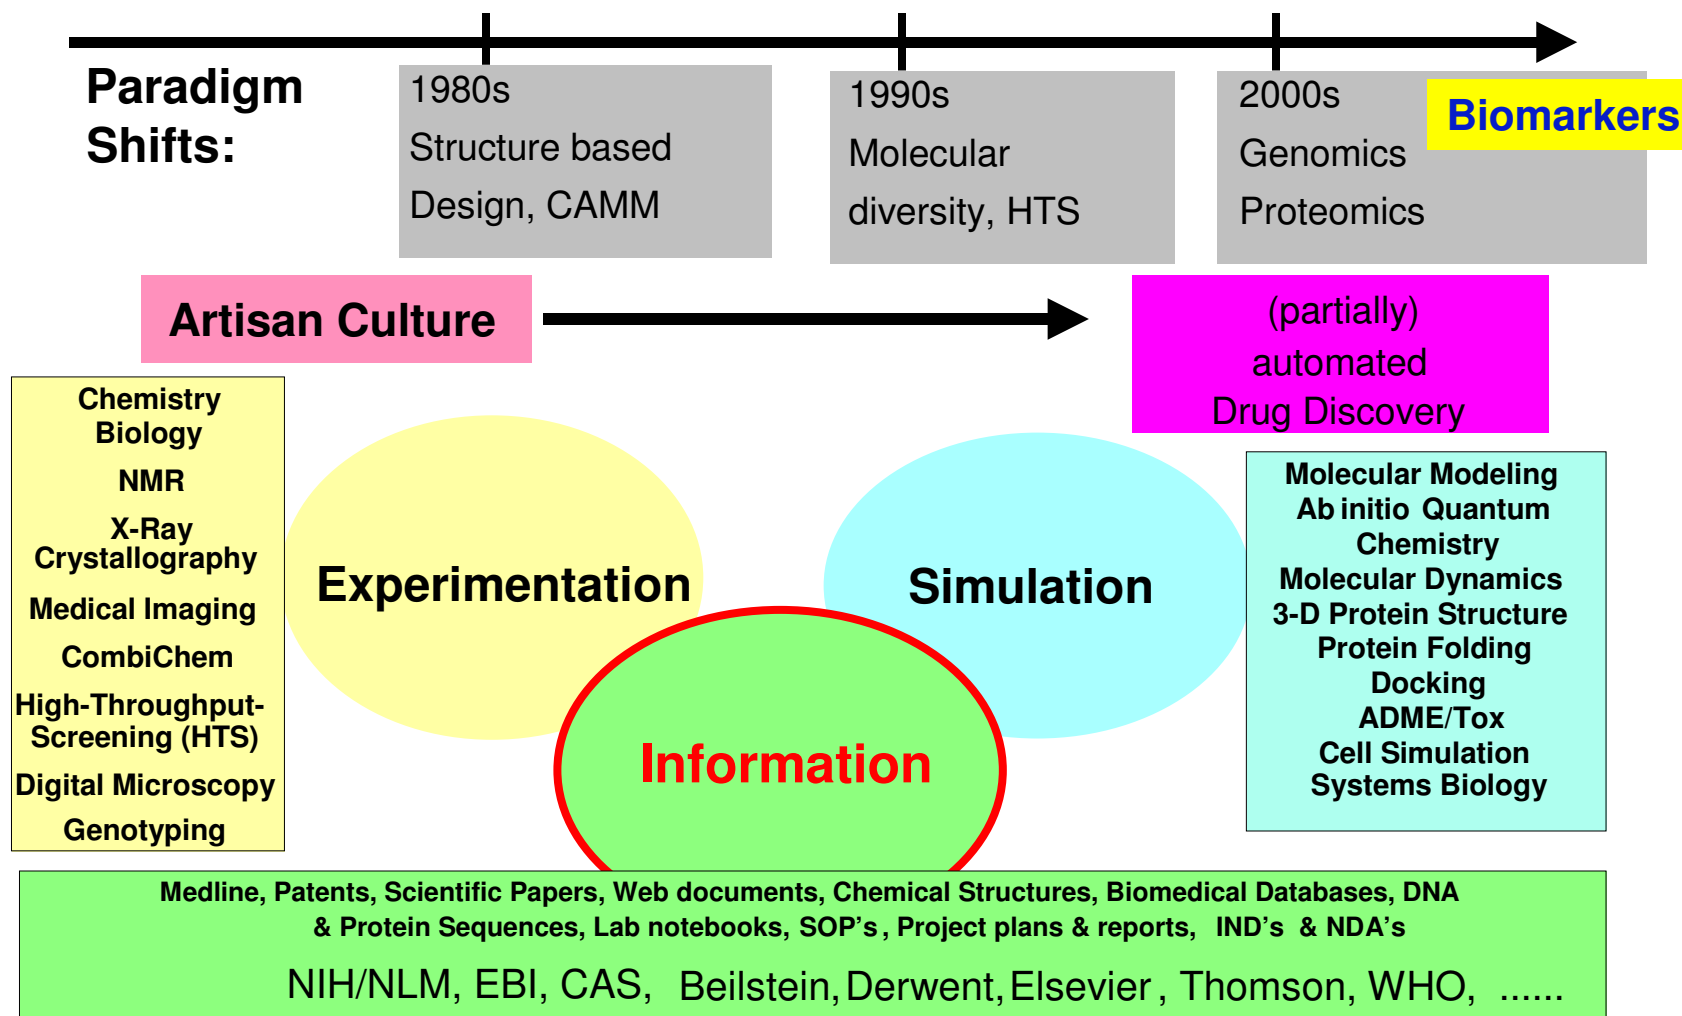 Paradigm
Shifts:
1980s
Structure based
Design, CAMM
1990s
Molecular
diversity, HTS
2000s
Genomics
Proteomics
Biomarkers
Artisan Culture
(partially)
automated
Drug Discovery
Chemistry
Biology
NMR
X-Ray
Crystallography
Medical Imaging
CombiChem
High-Throughput-
Screening (HTS)
Digital Microscopy
Genotyping
Experimentation
Simulation
Information
Molecular Modeling
Ab initio Quantum
Chemistry
Molecular Dynamics
3-D Protein Structure
Protein Folding
Docking
ADME/Tox
Cell Simulation
Systems Biology
Medline, Patents, Scientific Papers, Web documents, Chemical Structures, Biomedical Databases, DNA
& Protein Sequences, Lab notebooks, SOP's, Project plans & reports, IND's & NDA's
NIH/NLM, EBI, CAS, Beilstein, Derwent, Elsevier, Thomson, WHO, ......